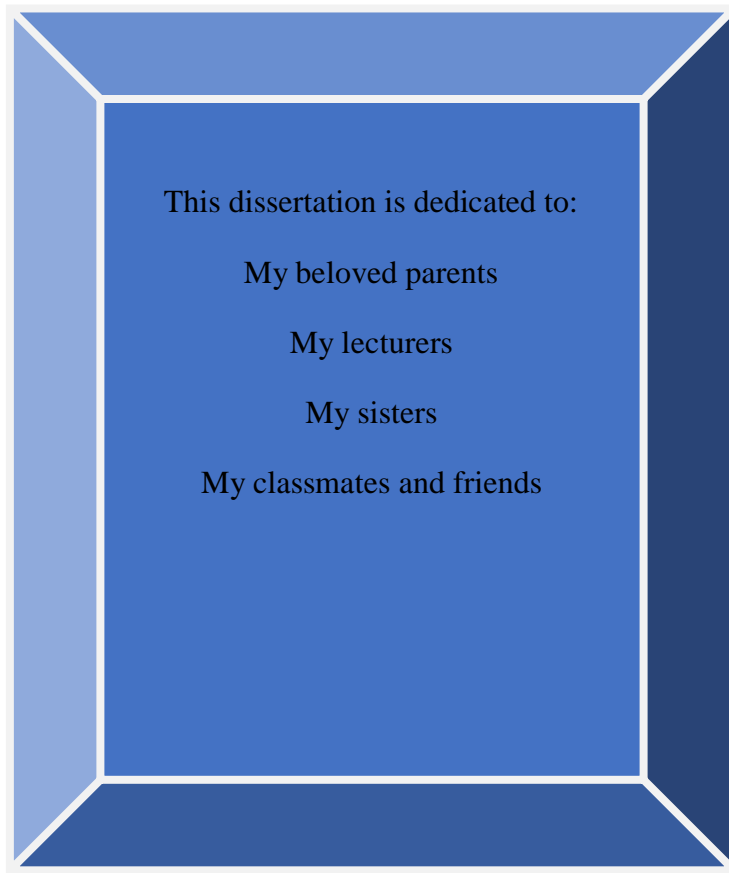 This dissertation is dedicated to:
My beloved parents
My lecturers
My sisters
My classmates and friends